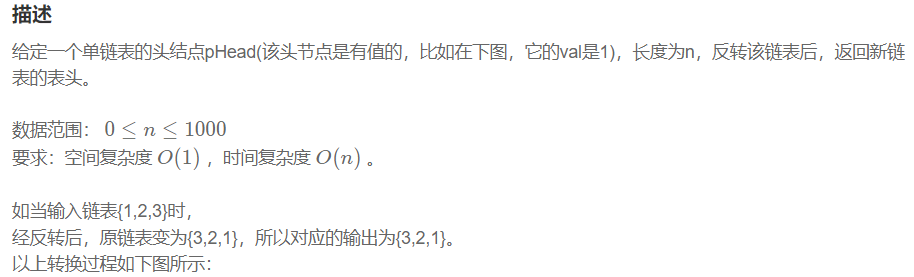 描述
给定一个单链表的头结点pHead(该头节点是有值的，比如在下图，它的val是1)，长度为n，反转该链表后，返回新链
表的表头。
数据范围： 0 ≤ n ≤ 1000
要求：空间复杂度 O(1) ，时间复杂度 O(n) 。
如当输入链表{1,2,3}时，
经反转后，原链表变为{3,2,1}，所以对应的输出为{3,2,1}。
以上转换过程如下图所示：